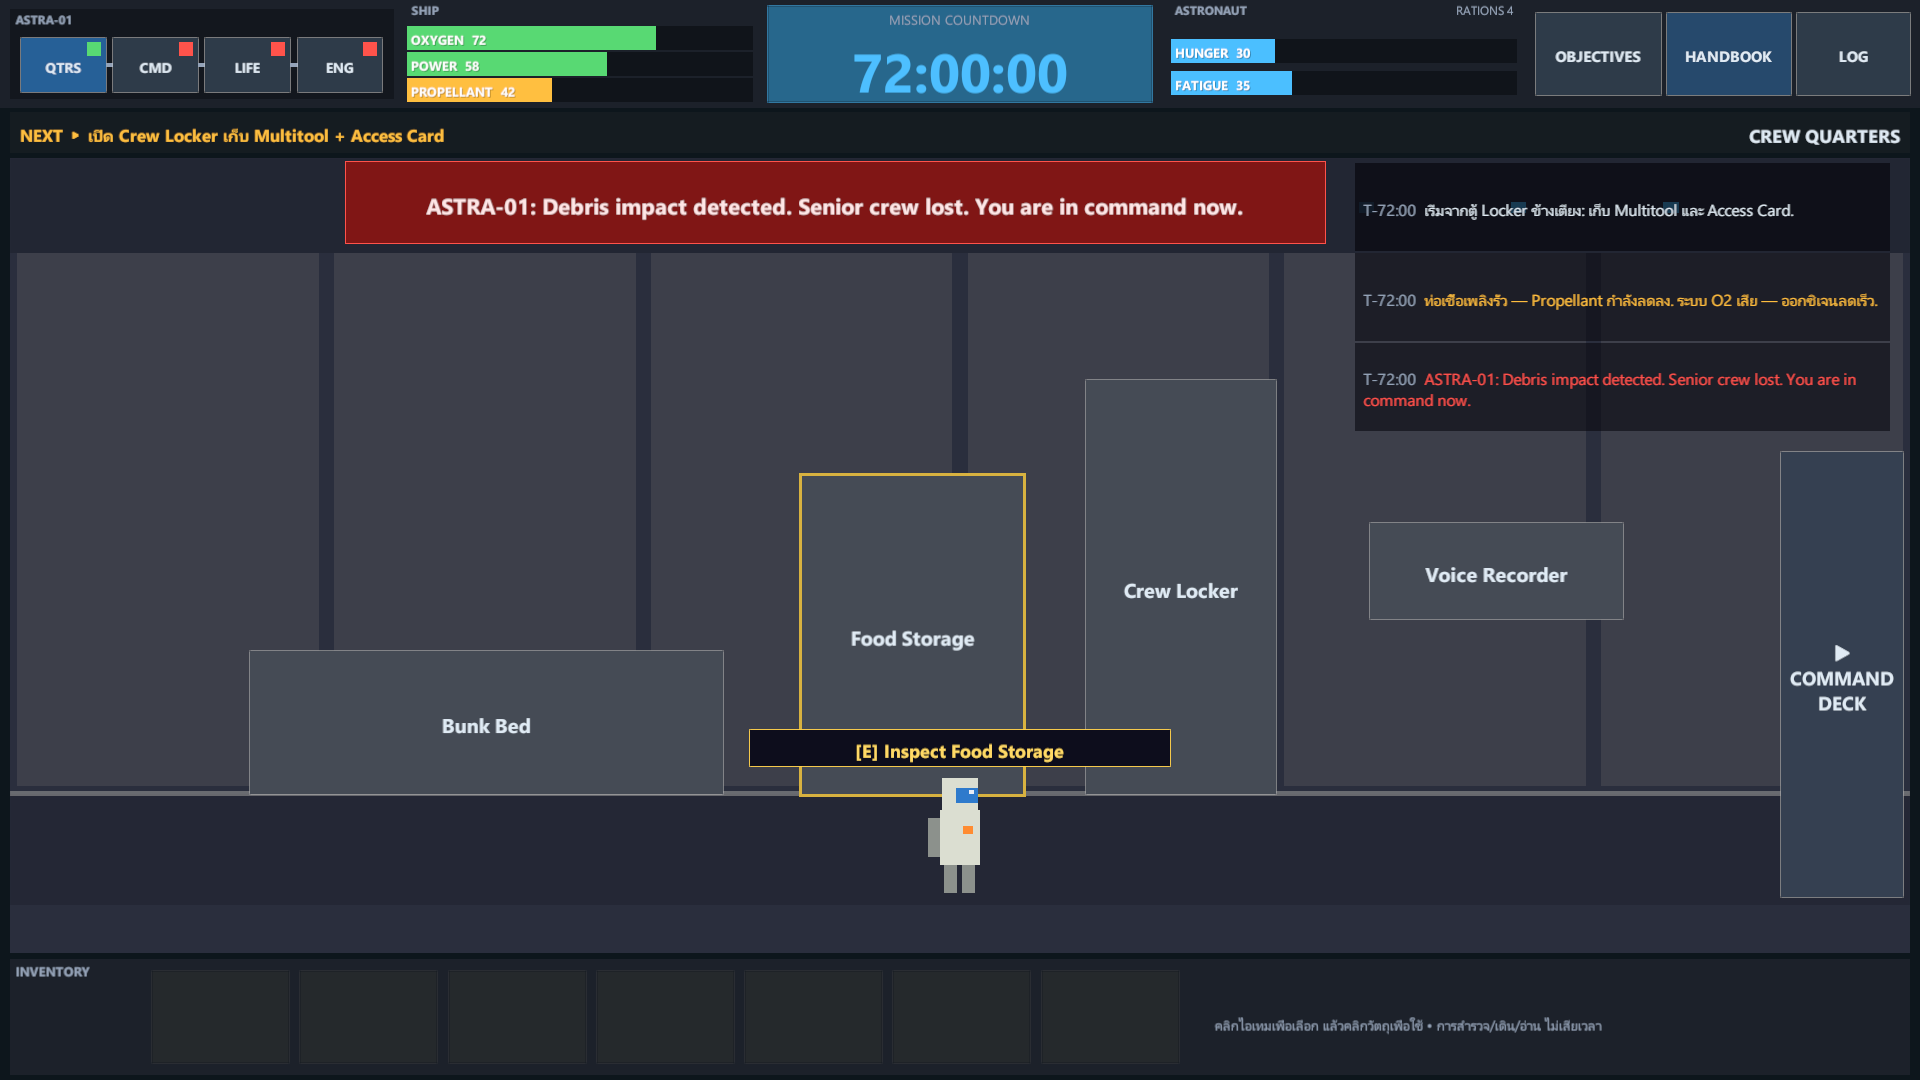 ASTRA-01
QTRS
CMD
LIFE
ENG
SHIP
OXYGEN 72
POWER 58
PROPELLANT 42
MISSION COUNTDOWN
72:00:00
ASTRONAUT
RATIONS 4
HUNGER 30
FATIGUE 35
OBJECTIVES
HANDBOOK
LOG
NEXT ▸ เปิด Crew Locker เก็บ Multitool + Access Card
CREW QUARTERS
ASTRA-01: Debris impact detected. Senior crew lost. You are in command now.
T-72:00 เริ่มจากตู้ Locker ข้างเตียง: เก็บ Multitool และ Access Card.
T-72:00 ท่อเชื้อเพลิงรั่ว — Propellant กำลังลดลง. ระบบ O2 เสีย — ออกซิเจนลดเร็ว.
T-72:00 ASTRA-01: Debris impact detected. Senior crew lost. You are in
command now.
Bunk Bed
Food Storage
Crew Locker
Voice Recorder
▶
COMMAND
DECK
[E] Inspect Food Storage
INVENTORY
คลิกไอเทมเพื่อเลือก แล้วคลิกวัตถุเพื่อใช้ • การสำรวจ/เดิน/อ่าน ไม่เสียเวลา